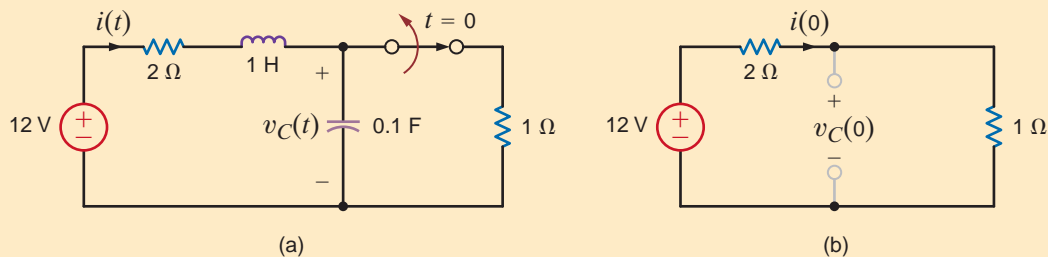 i(t)
t = 0
2 Ω
1 H
+
12 V
+
−
v_C(t)
0.1 F
1 Ω
−
(a)
i(0)
2 Ω
12 V
+
−
+
v_C(0)
−
1 Ω
(b)